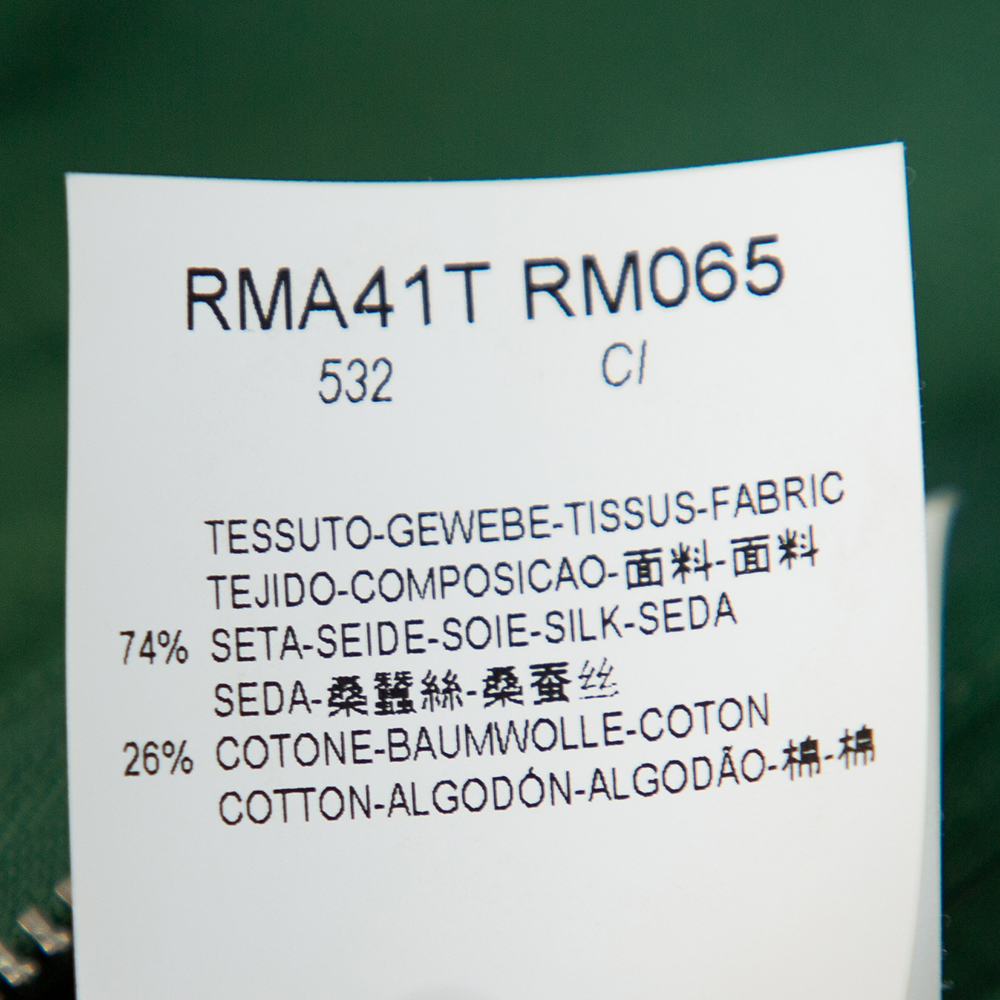 RMA41T RM065
532 C/
TESSUTO-GEWEBE-TISSUS-FABRIC
TEJIDO-COMPOSICAO-面料-面料
74% SETA-SEIDE-SOIE-SILK-SEDA
SEDA-桑蠶絲-桑蚕丝
26% COTONE-BAUMWOLLE-COTON
COTTON-ALGODÓN-ALGODÃO-棉-棉